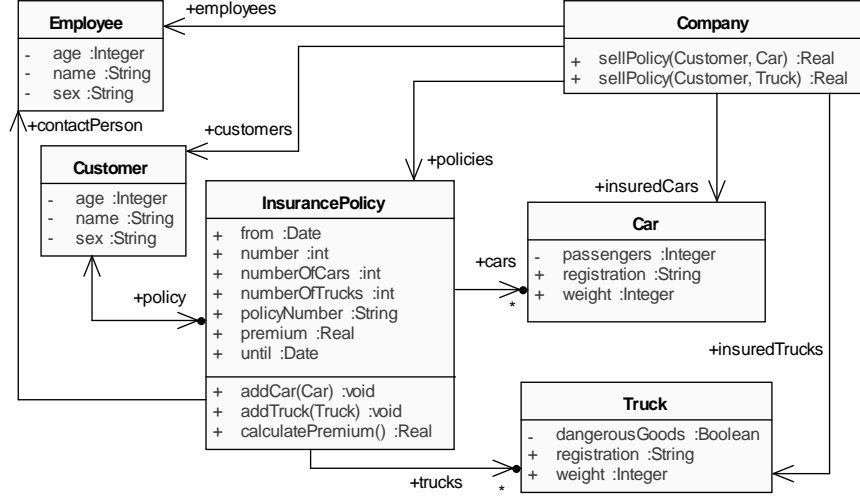 Employee
- age :Integer
- name :String
- sex :String
+employees
Company
+ sellPolicy(Customer, Car) :Real
+ sellPolicy(Customer, Truck) :Real
+contactPerson
+customers
+policies
Customer
- age :Integer
- name :String
- sex :String
InsurancePolicy
+ from :Date
+ number :int
+ numberOfCars :int
+ numberOfTrucks :int
+ policyNumber :String
+ premium :Real
+ until :Date
+ addCar(Car) :void
+ addTruck(Truck) :void
+ calculatePremium() :Real
+policy
+insuredCars
Car
- passengers :Integer
+ registration :String
+ weight :Integer
+cars
*
+insuredTrucks
Truck
- dangerousGoods :Boolean
+ registration :String
+ weight :Integer
+trucks
*